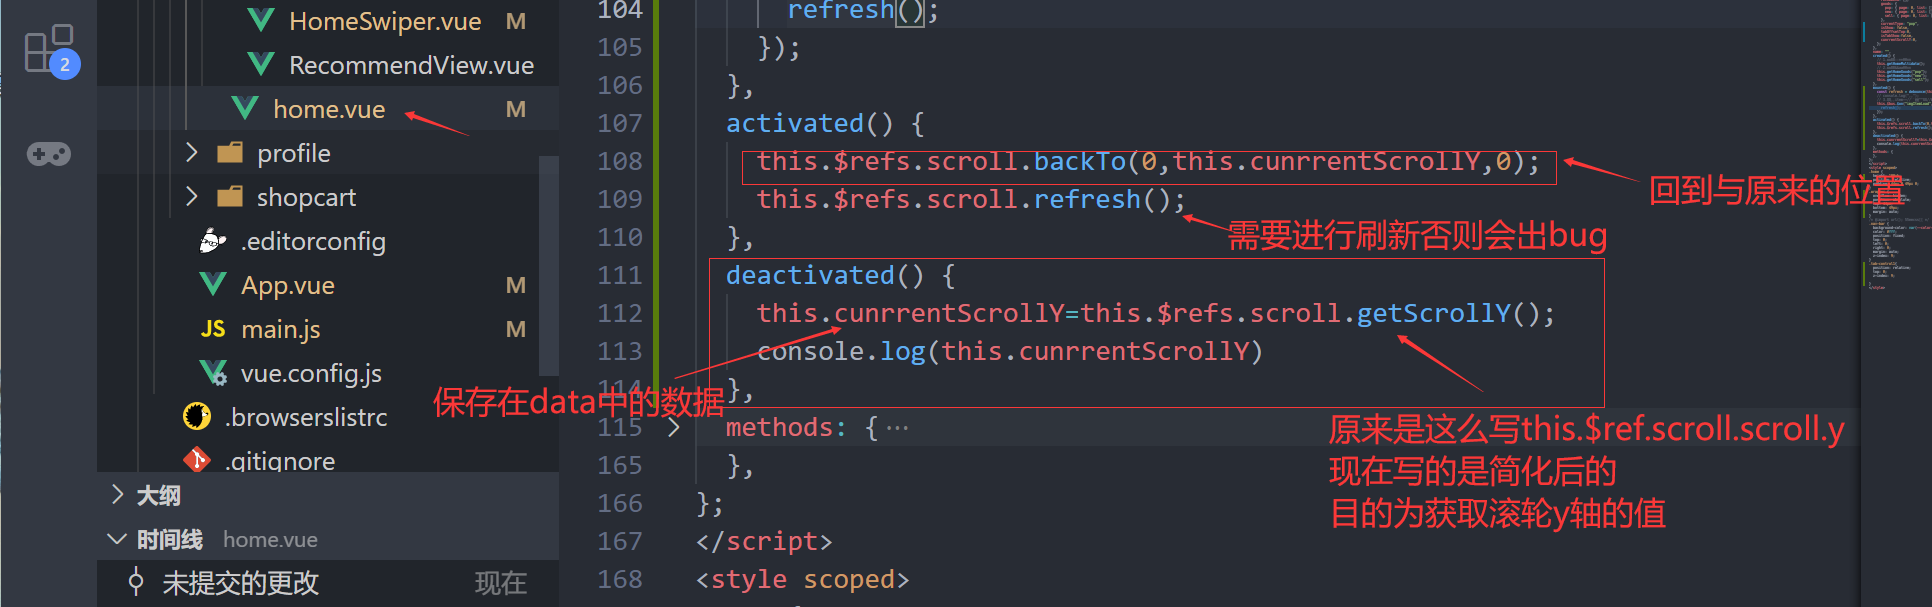 HomeSwiper.vue M
RecommendView.vue
home.vue M
profile
shopcart
.editorconfig
App.vue M
JS main.js M
vue.config.js
.browserslistrc
.gitignore
大纲
时间线 home.vue
未提交的更改 现在
2
104 refresh();
105 });
106 },
107 activated() {
108 this.$refs.scroll.backTo(0,this.cunrrentScrollY,0);
回到与原来的位置
109 this.$refs.scroll.refresh();
需要进行刷新否则会出bug
110 },
111 deactivated() {
112 this.cunrrentScrollY=this.$refs.scroll.getScrollY();
113 console.log(this.cunrrentScrollY)
114 },
保存在data中的数据
115 methods: {···
原来是这么写this.$ref.scroll.scroll.y
现在写的是简化后的
目的为获取滚轮y轴的值
165 },
166 };
167 </script>
168 <style scoped>